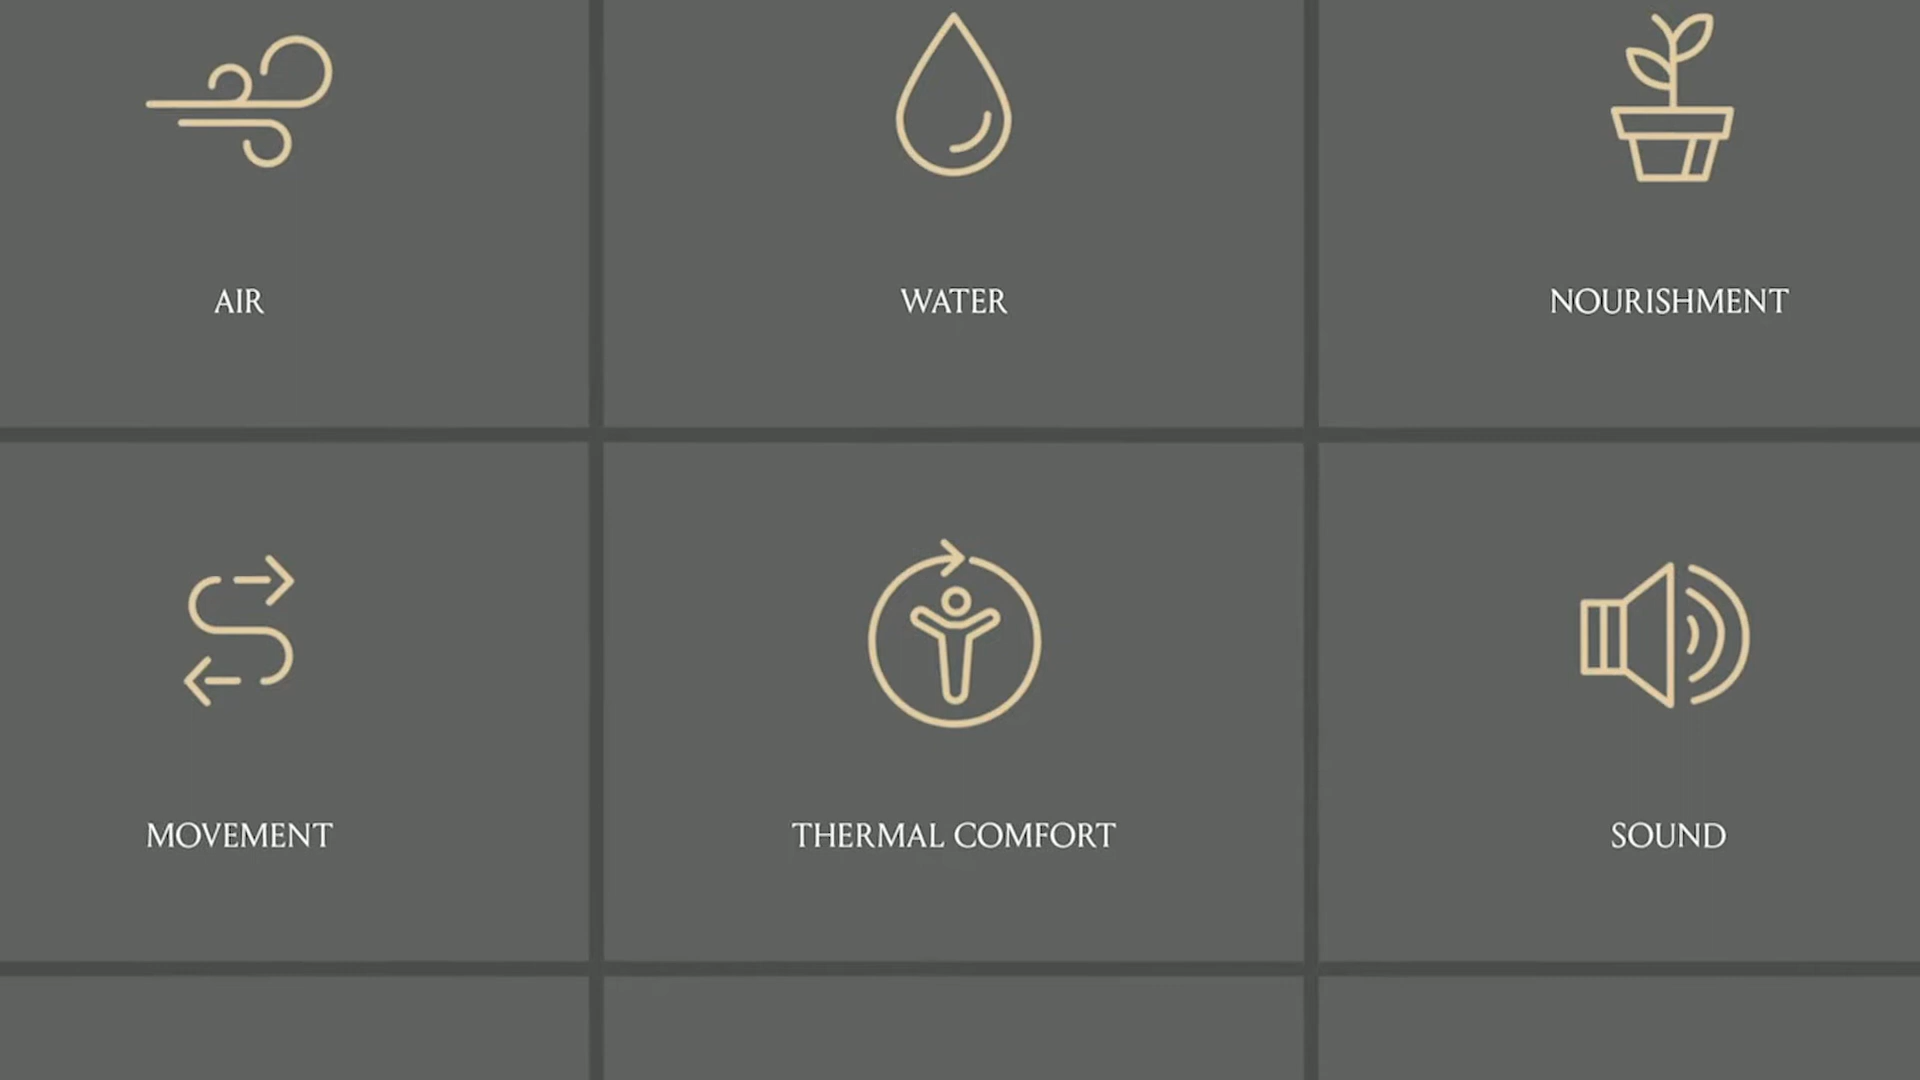 AIR
WATER
NOURISHMENT
MOVEMENT
THERMAL COMFORT
SOUND